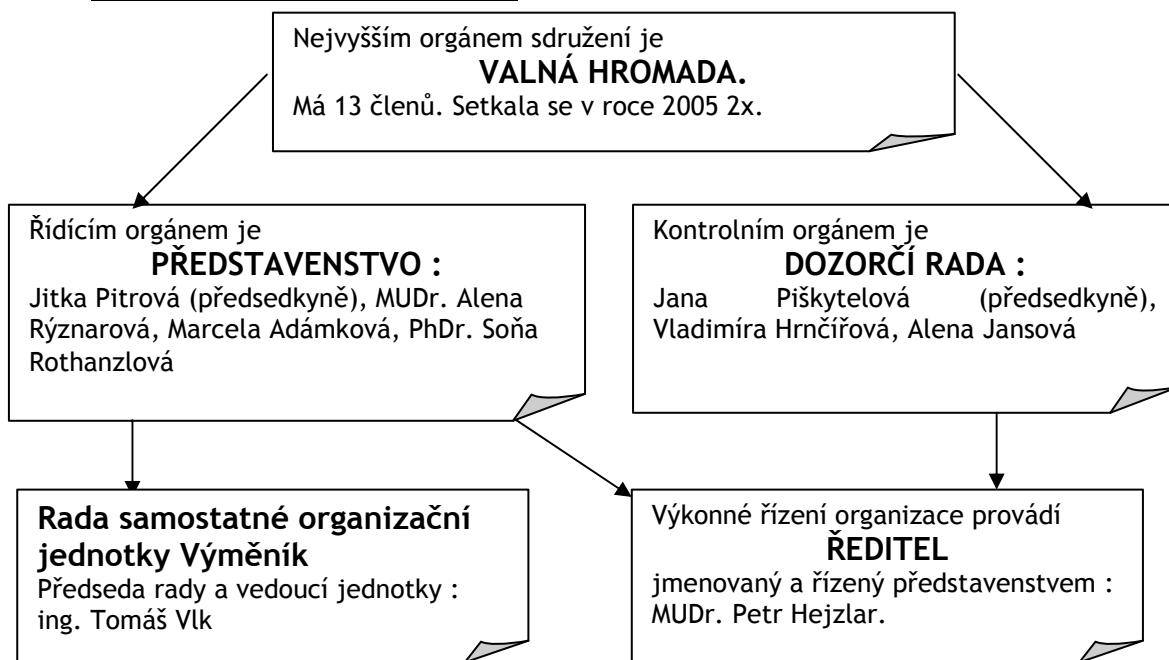 Nejvyšším orgánem sdružení je
VALNÁ HROMADA.
Má 13 členů. Setkala se v roce 2005 2x.
Řídícím orgánem je
PŘEDSTAVENSTVO :
Jitka Pitrová (předsedkyně), MUDr. Alena
Rýznarová, Marcela Adámková, PhDr. Soňa
Rothanzlová
Kontrolním orgánem je
DOZORČÍ RADA :
Jana Piškytelová (předsedkyně),
Vladimíra Hrnčířová, Alena Jansová
Rada samostatné organizační
jednotky Výměník
Předseda rady a vedoucí jednotky :
ing. Tomáš Vlk
Výkonné řízení organizace provádí
ŘEDITEL
jmenovaný a řízený představenstvem :
MUDr. Petr Hejzlar.